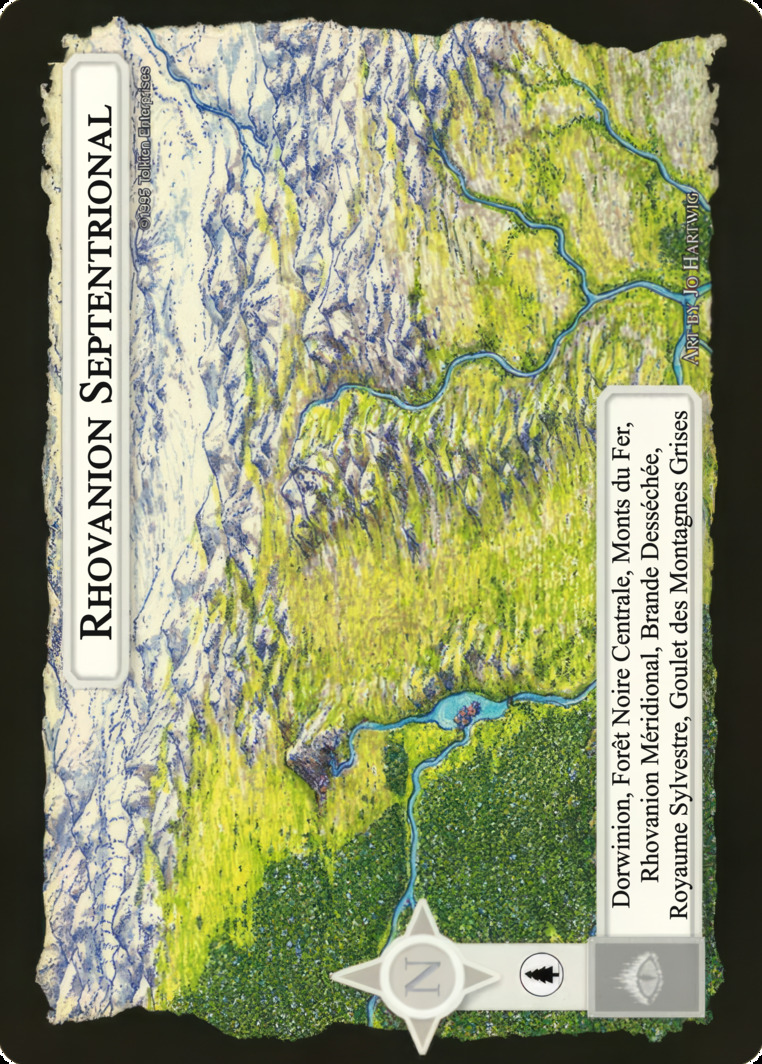 Rhovanion Septentrional
©1995 Tolkien Enterprises
Art by Jo Hartwig
Dorwinion, Forêt Noire Centrale, Monts du Fer,
Rhovanion Méridional, Brande Desséchée,
Royaume Sylvestre, Goulet des Montagnes Grises
N